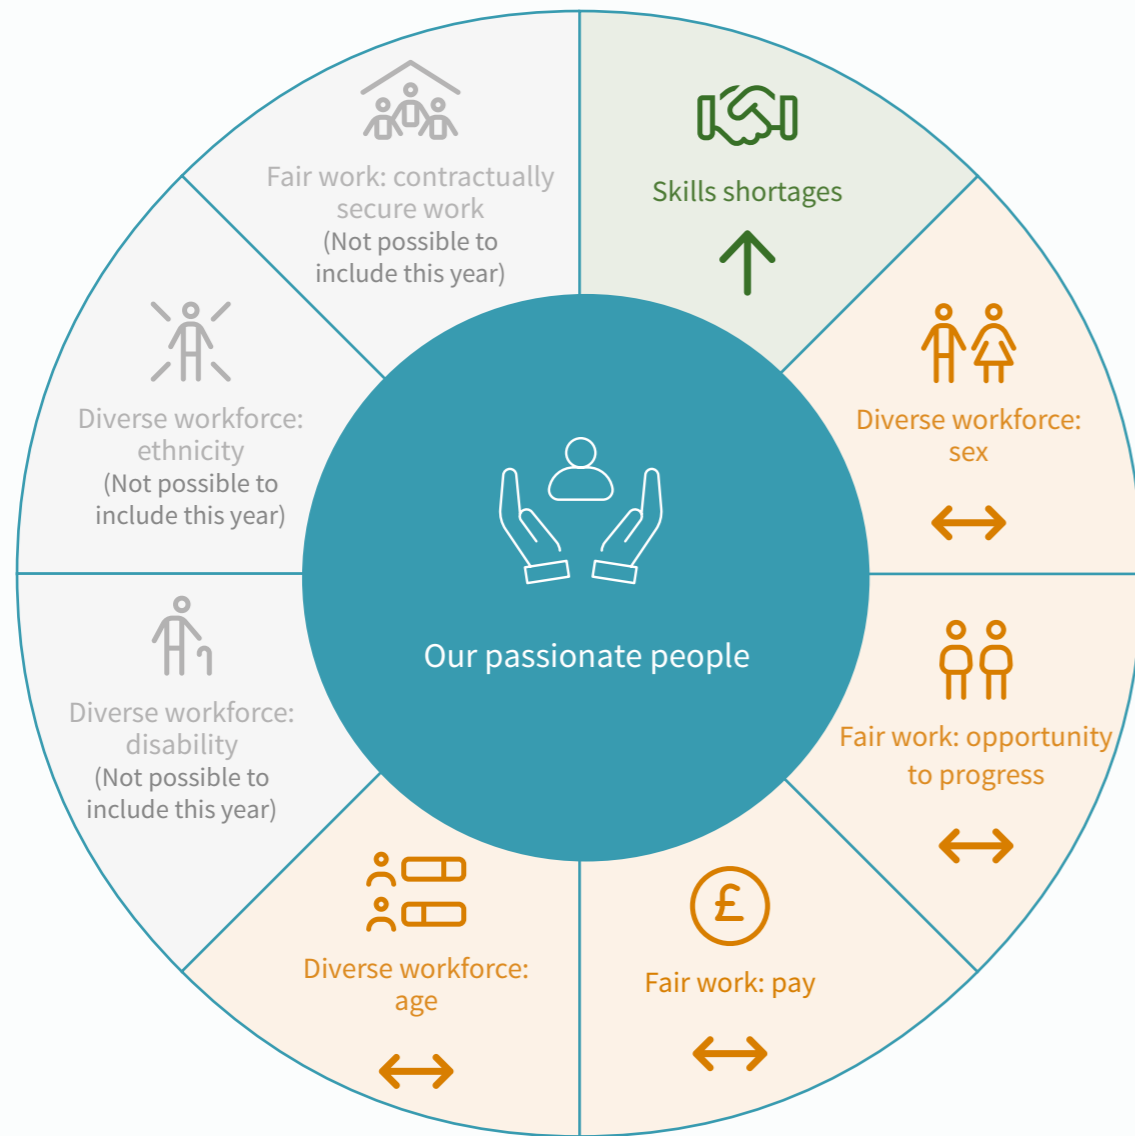 Fair work: contractually
secure work
(Not possible to
include this year)
Skills shortages
Diverse workforce:
sex
Diverse workforce:
ethnicity
(Not possible to
include this year)
Our passionate people
Fair work: opportunity
to progress
Diverse workforce:
disability
(Not possible to
include this year)
£
Diverse workforce:
age
Fair work: pay